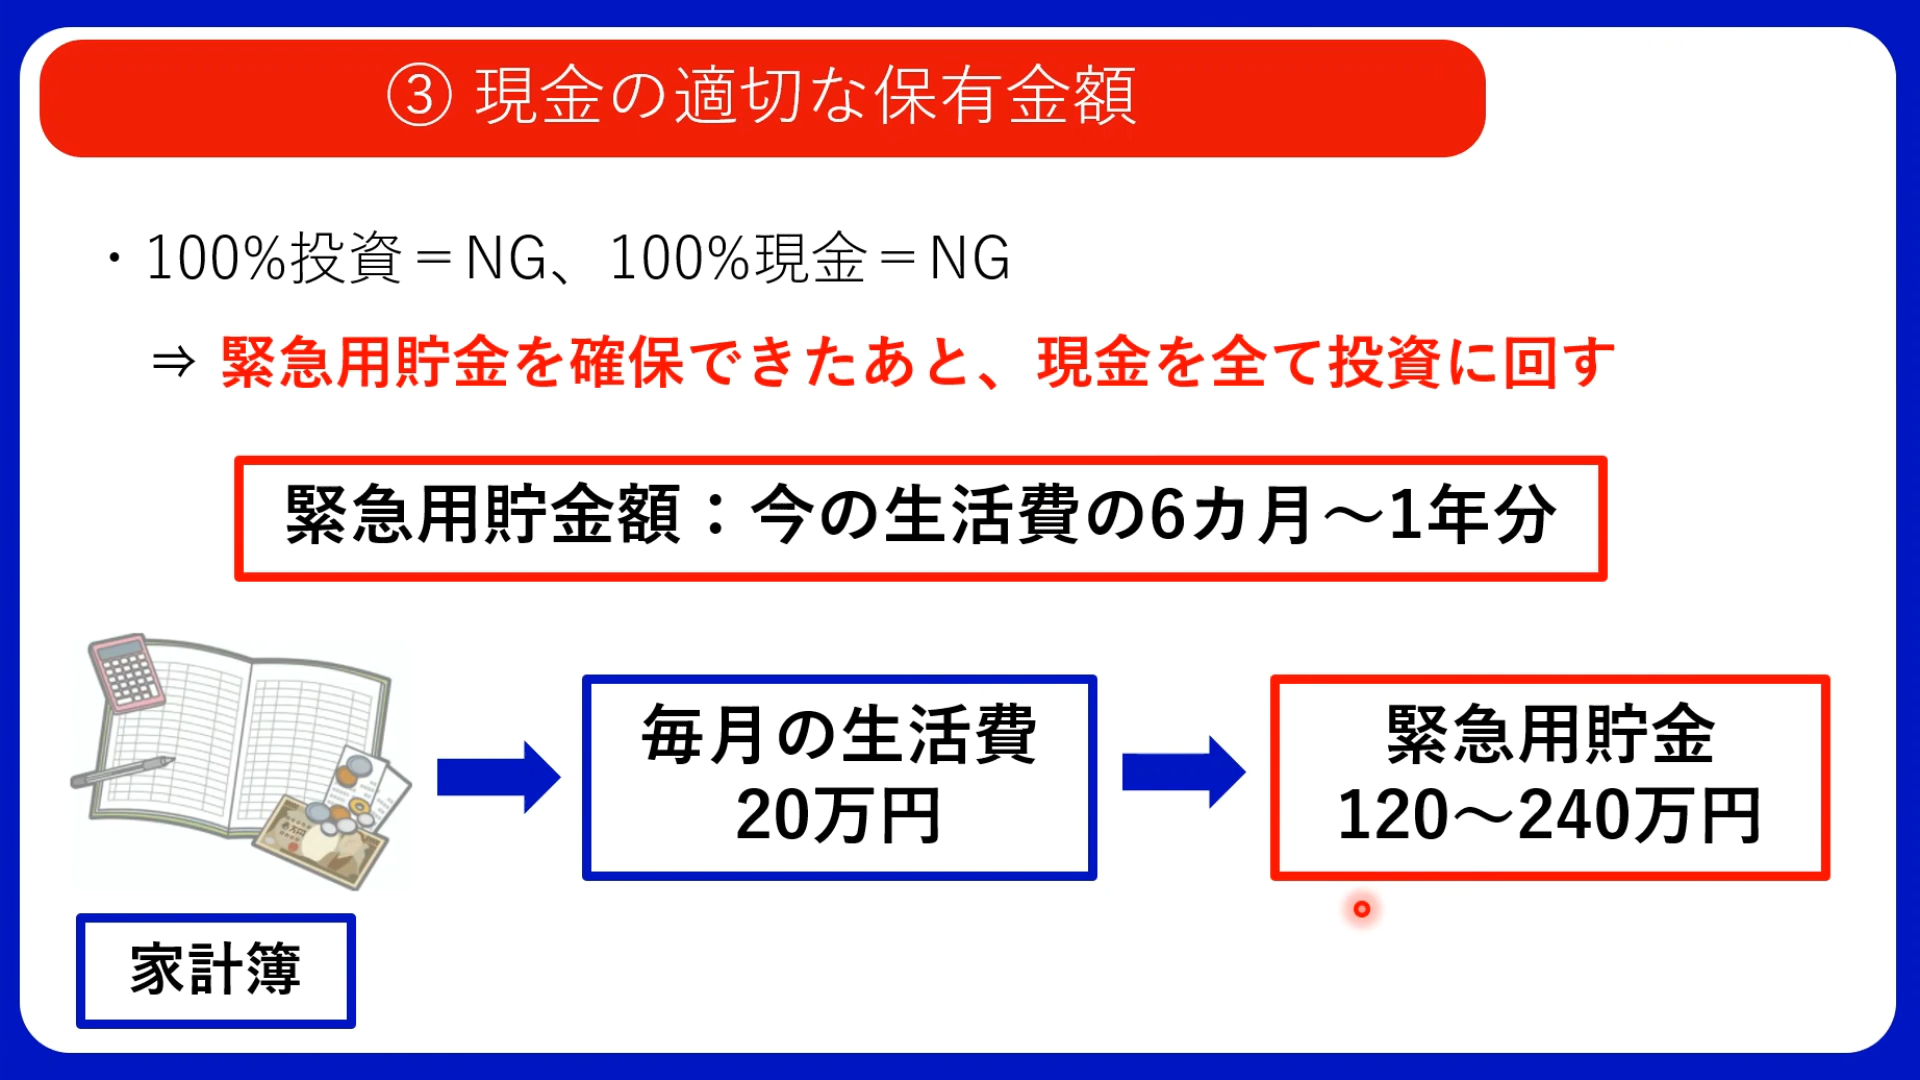 ③ 現金の適切な保有金額
・100%投資＝NG、100%現金＝NG
⇒ 緊急用貯金を確保できたあと、現金を全て投資に回す
緊急用貯金額：今の生活費の6カ月～1年分
毎月の生活費
20万円
緊急用貯金
120～240万円
家計簿